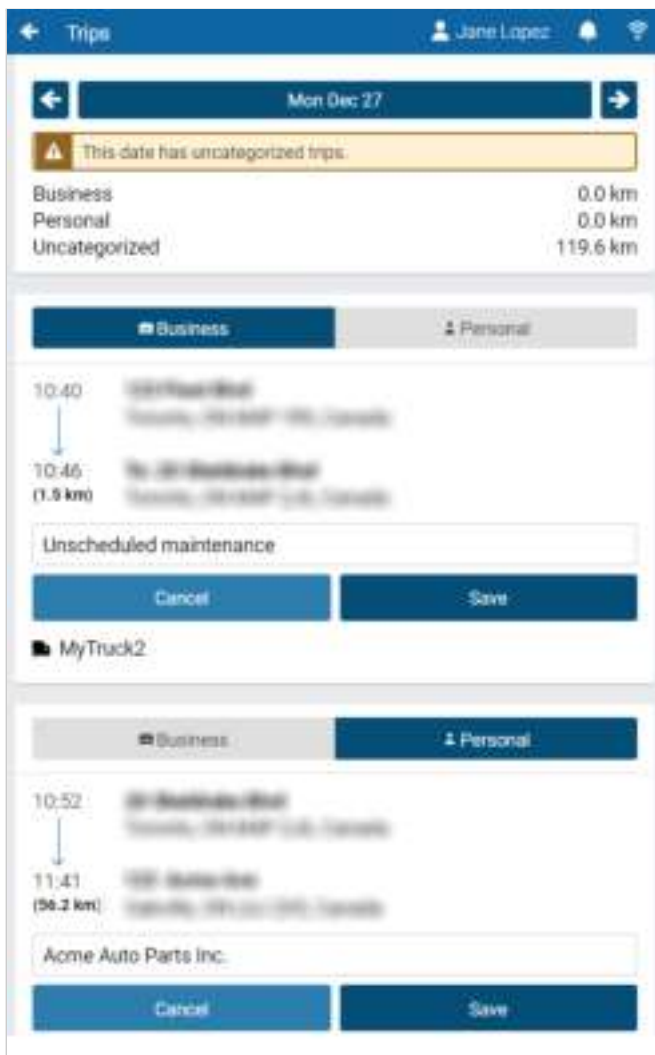 Trips Jane Lopez
Mon Dec 27
This date has uncategorized trips.
Business 0.0 km
Personal 0.0 km
Uncategorized 119.6 km
Business Personal
10:40
10:46
(1.5 km)
Unscheduled maintenance
Cancel Save
MyTruck2
Business Personal
10:52
11:41
(56.2 km)
Acme Auto Parts Inc.
Cancel Save